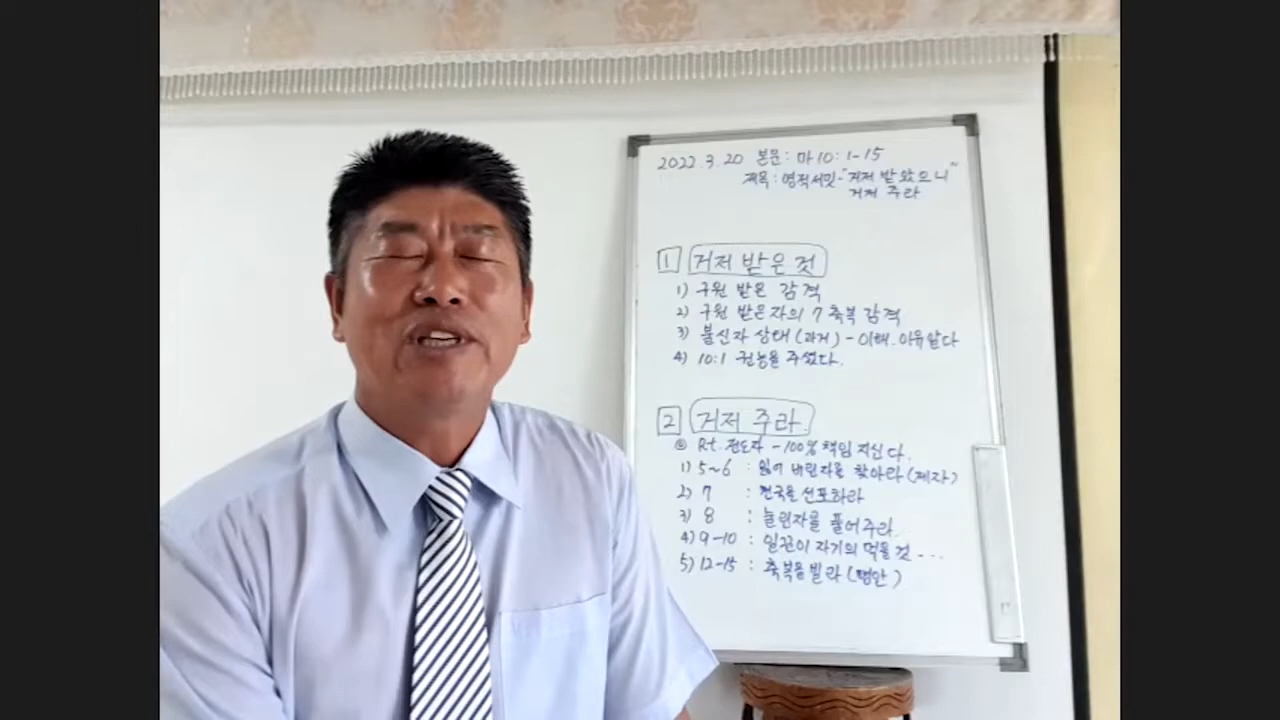 2022. 3. 20 본문 : 마 10 : 1-15
제목 : 영적서밋 - "거저 받았으니"
거저 주라
1 거저 받은 것
1) 구원 받은 감격
2) 구원 받은자의 7 축복 감격
3) 불신자 상태 (과거) - 이해. 이유 알다
4) 10:1 권능을 주셨다.
2 거저 주라.
◎ Rt. 전도자 - 100% 책임 지신다.
1) 5~6 : 잃어 버린자를 찾아라 (제자)
2) 7 : 천국을 선포하라
3) 8 : 눌린자를 풀어주라.
4) 9-10 : 일꾼이 자기의 먹을 것 - - -
5) 12-15 : 축복을 빌라 (평안)